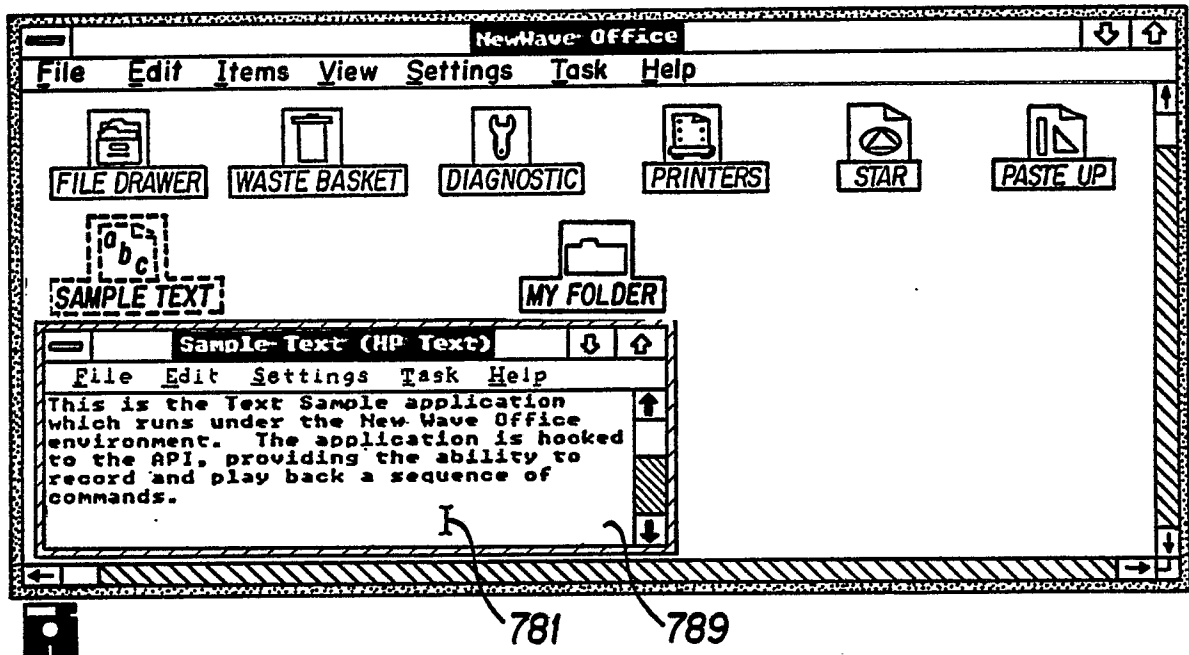 NewWave Office
File Edit Items View Settings Task Help
FILE DRAWER WASTE BASKET DIAGNOSTIC PRINTERS STAR PASTE UP
abc
SAMPLE TEXT MY FOLDER
Sample Text (HP Text)
File Edit Settings Task Help
This is the Text Sample application
which runs under the New Wave Office
environment. The application is hooked
to the API, providing the ability to
record and play back a sequence of
commands.
781 789